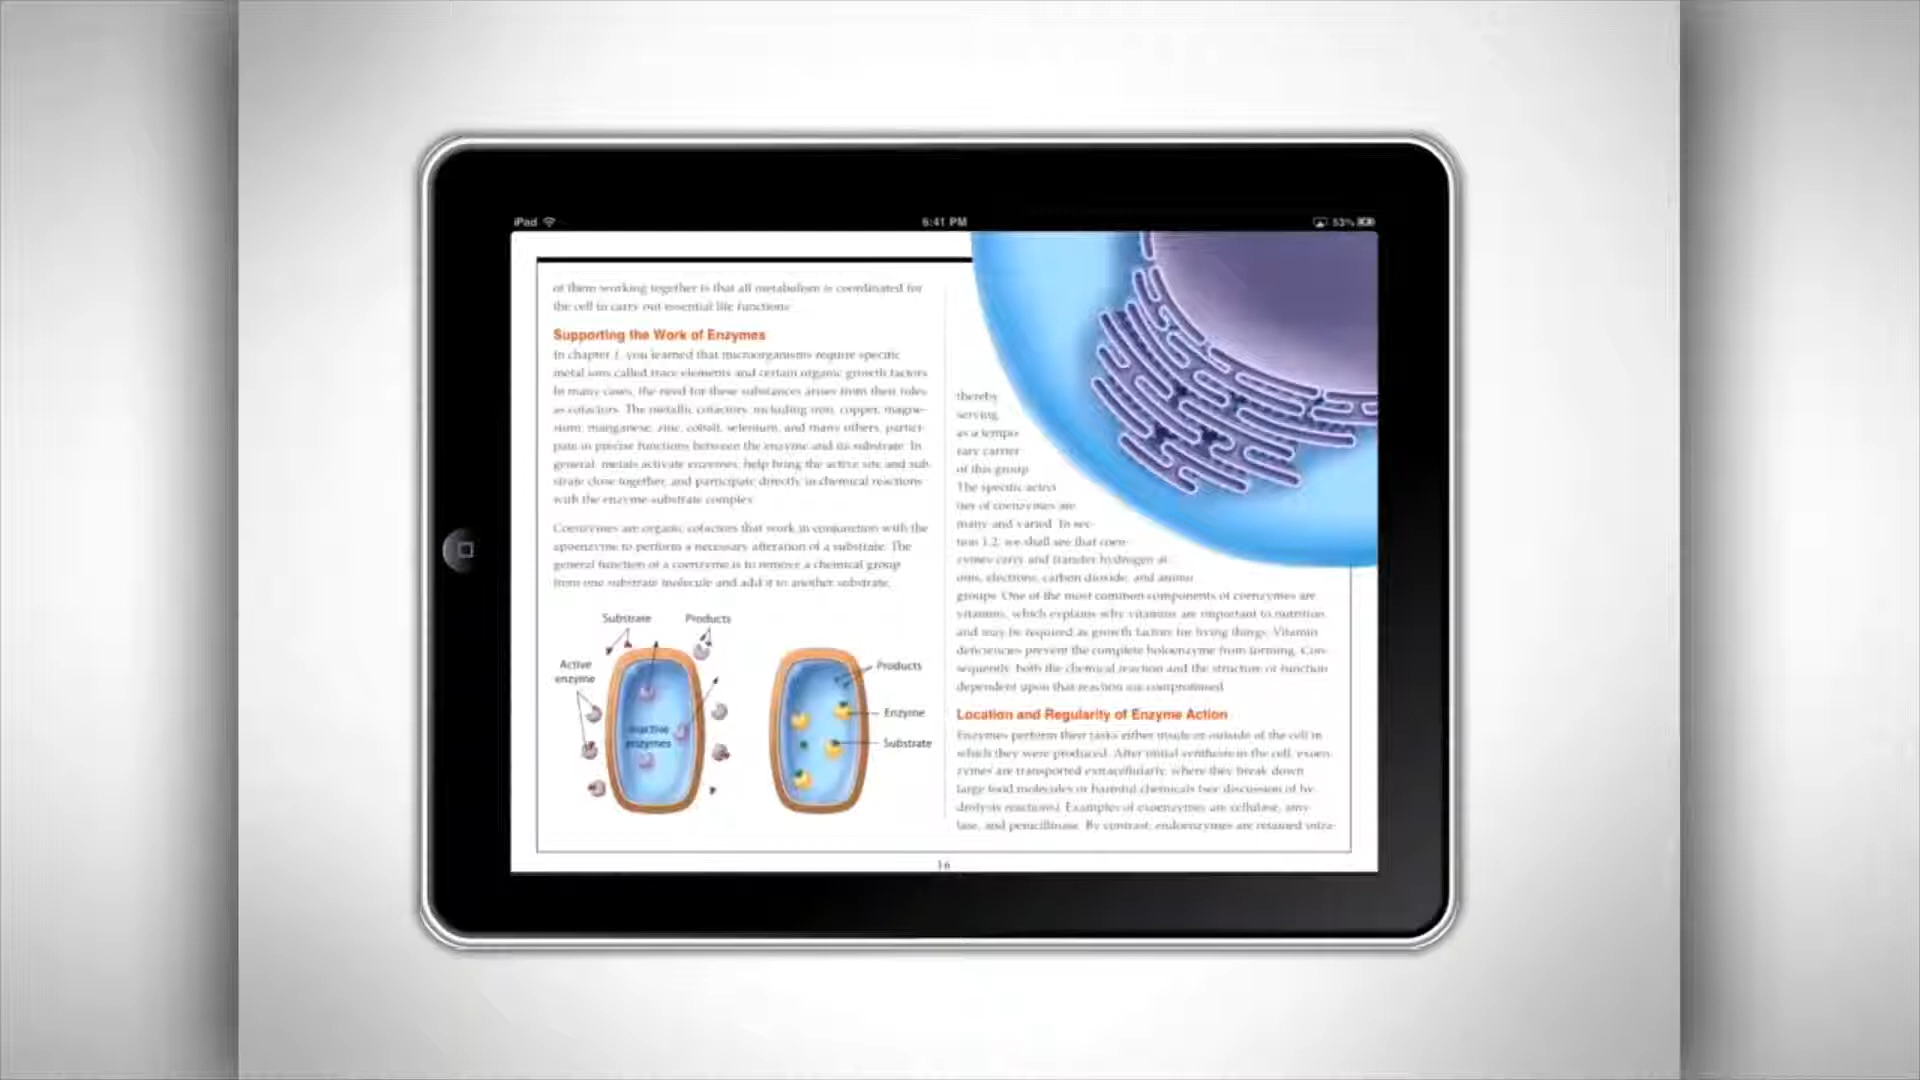 iPad
6:41 PM
53%
of them working together is that all metabolism is coordinated for
the cell to carry out essential life functions
Supporting the Work of Enzymes
In chapter 1, you learned that microorganisms require specific
metal ions called trace elements and certain organic growth factors
In many cases, the need for these substances arises from their roles
as cofactors. The metallic cofactors, including iron, copper, magne-
sium, manganese, zinc, cobalt, selenium, and many others, partici-
pate in precise functions between the enzyme and its substrate. In
general, metals activate enzymes, help bring the active site and sub-
strate close together, and participate directly in chemical reactions
with the enzyme-substrate complex
Coenzymes are organic cofactors that work in conjunction with the
apoenzyme to perform a necessary alteration of a substrate. The
general function of a coenzyme is to remove a chemical group
from one substrate molecule and add it to another substrate,
Substrate
Products
Active
enzyme
Inactive
enzymes
Products
Enzyme
Substrate
thereby
serving
as a tempo-
rary carrier
of this group
The specific activi
ties of coenzymes are
many and varied. In sec-
tion 1.2, we shall see that coen-
zymes carry and transfer hydrogen at-
oms, electrons, carbon dioxide, and amino
groups. One of the most common components of coenzymes are
vitamins, which explains why vitamins are important to nutrition
and may be required as growth factors for living things. Vitamin
deficiencies prevent the complete holoenzyme from forming. Con-
sequently, both the chemical reaction and the structure or function
dependent upon that reaction are compromised
Location and Regularity of Enzyme Action
Enzymes perform their tasks either inside or outside of the cell in
which they were produced. After initial synthesis in the cell, exoen-
zymes are transported extracellularly, where they break down
large food molecules or harmful chemicals (see discussion of hy-
drolysis reactions). Examples of exoenzymes are cellulase, amy-
lase, and penicillinase. By contrast, endoenzymes are retained intra-
16